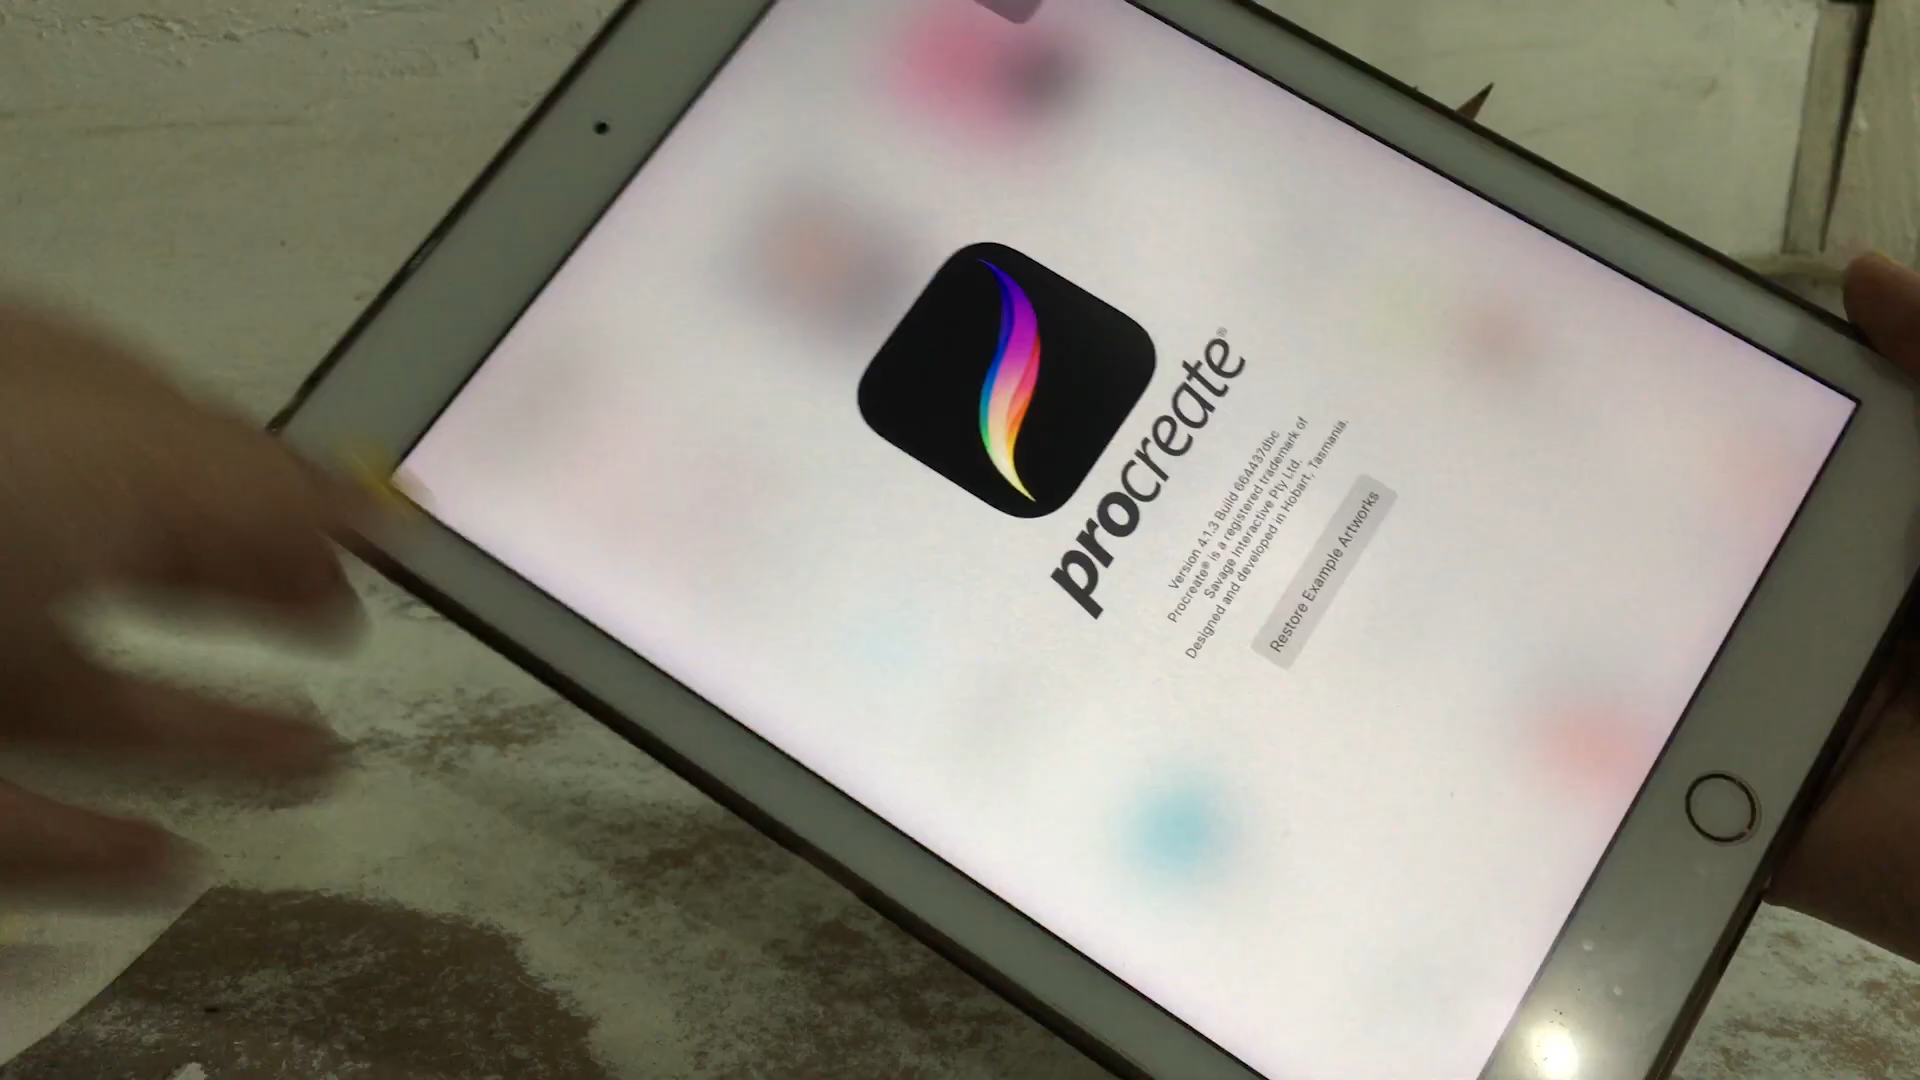 procreate®
Version 4.1.3 Build 664437dbc
Procreate® is a registered trademark of
Savage Interactive Pty Ltd.
Designed and developed in Hobart, Tasmania.
Restore Example Artworks